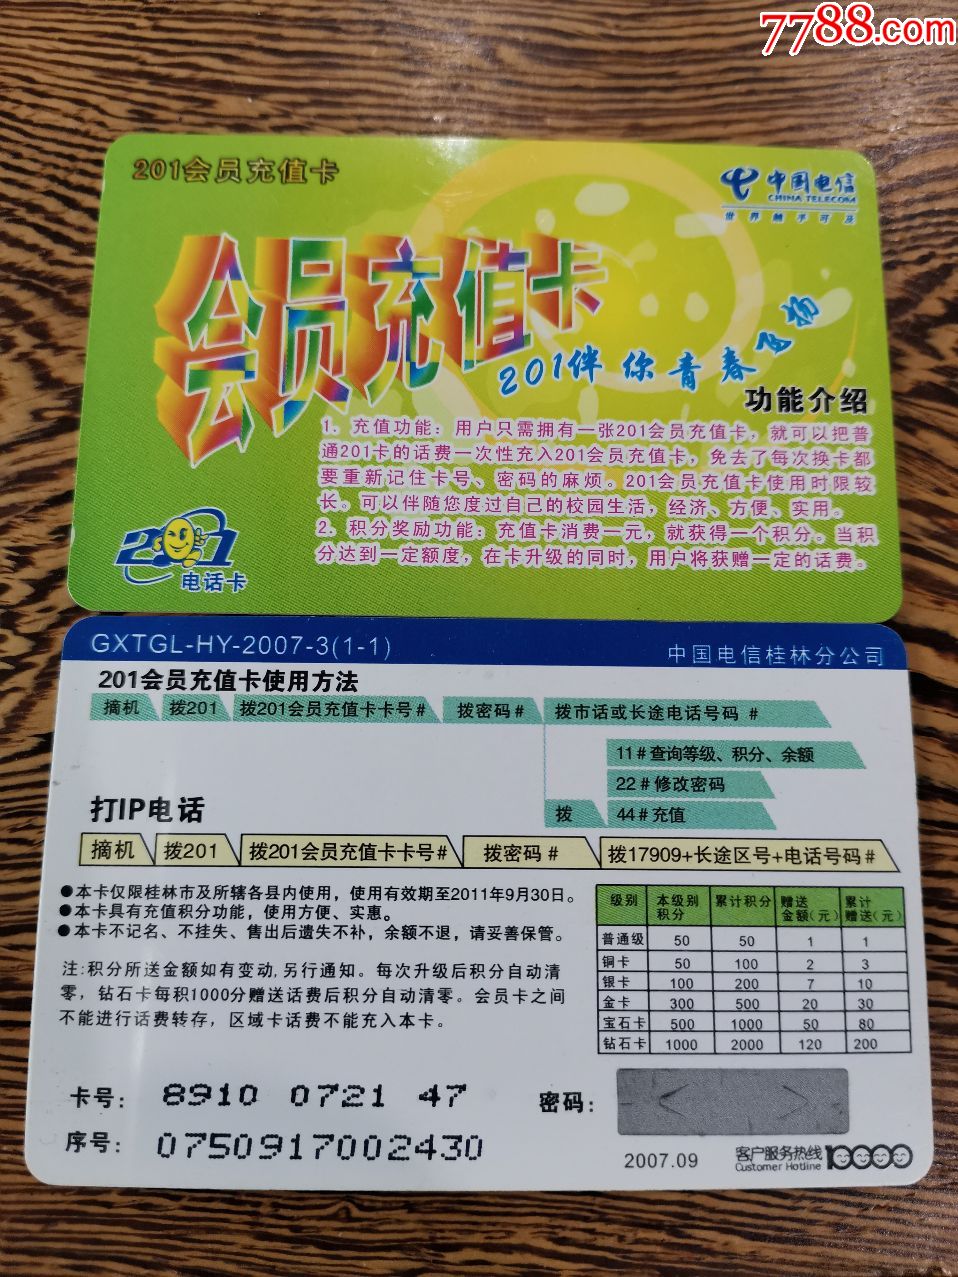 7788.com
201会员充值卡
中国电信
CHINA TELECOM
世界触手可及
会员充值卡
201伴你青春飞扬
功能介绍
1、充值功能：用户只需拥有一张201会员充值卡，就可以把普
通201卡的话费一次性充入201会员充值卡，免去了每次换卡都
要重新记住卡号、密码的麻烦。201会员充值卡使用时限较
长。可以伴随您度过自己的校园生活，经济、方便、实用。
2、积分奖励功能：充值卡消费一元，就获得一个积分。当积
分达到一定额度，在卡升级的同时，用户将获赠一定的话费。
201
电话卡
GXTGL-HY-2007-3(1-1)
中国电信桂林分公司
201会员充值卡使用方法
摘机 拨201 拨201会员充值卡卡号# 拨密码# 拨市话或长途电话号码 #
11#查询等级、积分、余额
22#修改密码
拨 44#充值
打IP电话
摘机 拨201 拨201会员充值卡卡号# 拨密码 # 拨17909+长途区号+电话号码#
●本卡仅限桂林市及所辖各县内使用，使用有效期至2011年9月30日。
●本卡具有充值积分功能，使用方便、实惠。
●本卡不记名、不挂失、售出后遗失不补，余额不退，请妥善保管。
注:积分所送金额如有变动,另行通知。每次升级后积分自动清
零，钻石卡每积1000分赠送话费后积分自动清零。会员卡之间
不能进行话费转存，区域卡话费不能充入本卡。
级别 本级别积分 累计积分 赠送金额(元) 累计赠送(元)
普通级 50 50 1 1
铜卡 50 100 2 3
银卡 100 200 7 10
金卡 300 500 20 30
宝石卡 500 1000 50 80
钻石卡 1000 2000 120 200
卡号： 8910 0721 47
密码：
序号： 0750917002430
2007.09
客户服务热线 10000
Customer Hotline